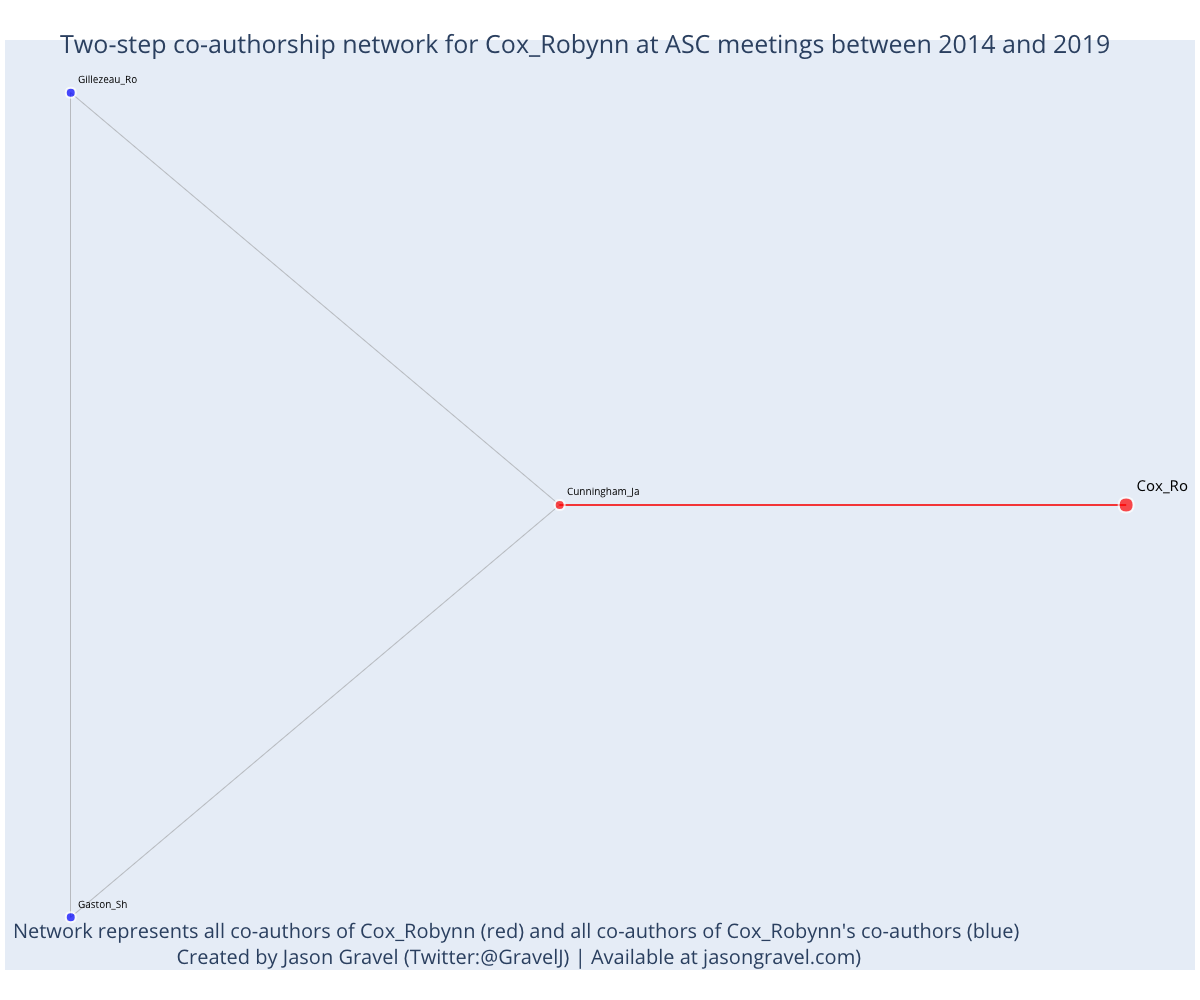 Two-step co-authorship network for Cox_Robynn at ASC meetings between 2014 and 2019
Gillezeau_Ro
Cunningham_Ja
Cox_Ro
Gaston_Sh
Network represents all co-authors of Cox_Robynn (red) and all co-authors of Cox_Robynn's co-authors (blue)
Created by Jason Gravel (Twitter:@GravelJ) | Available at jasongravel.com)